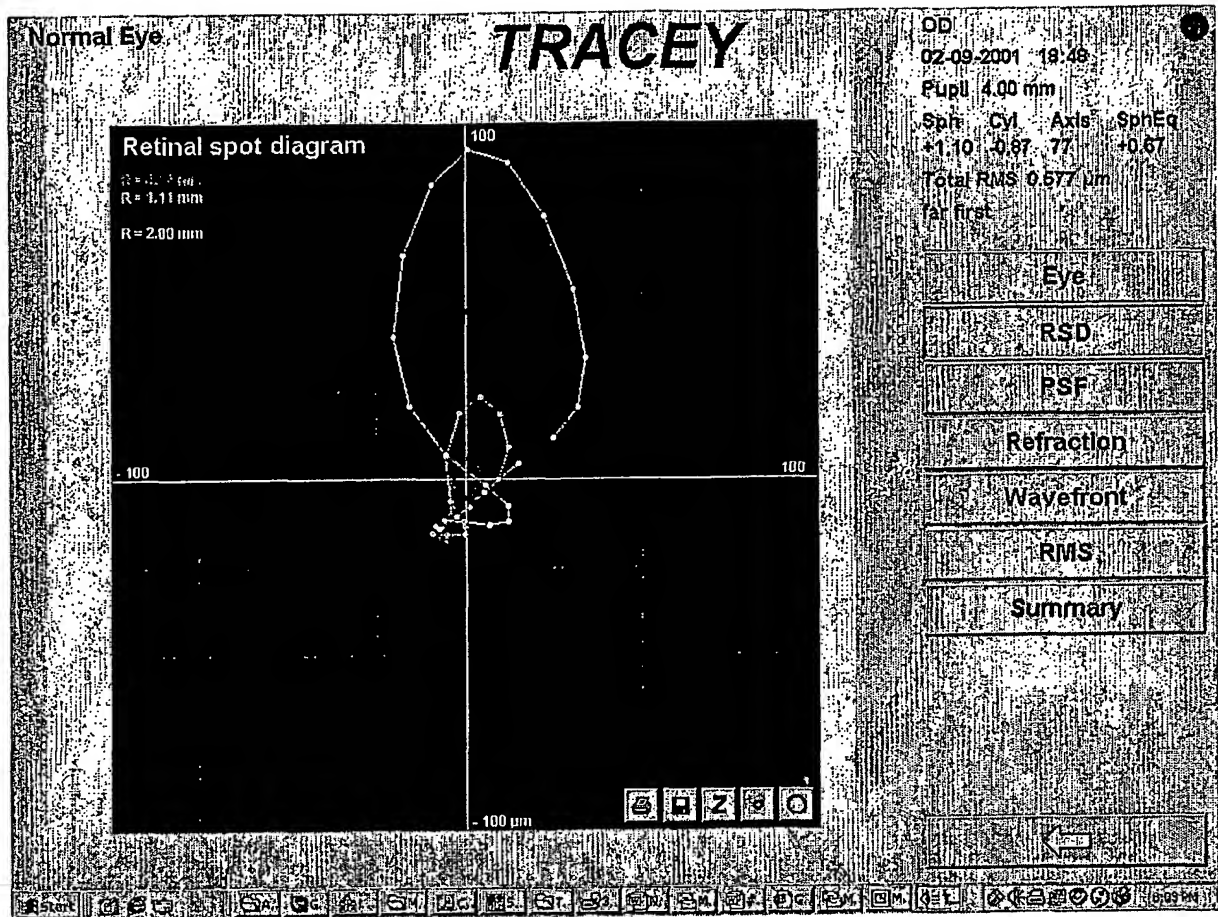 Normal Eye
TRACEY
OD
02-09-2001 18:48
Pupil 4.00 mm
Sph Cyl Axis° SphEq
+1.10 -0.87 77 +0.67
Total RMS 0.677 µm
far first
Retinal spot diagram
R = 1.11 mm
R = 2.00 mm
100
- 100
100
- 100 µm
Z
Eye
RSD
PSF
Refraction
Wavefront
RMS
Summary
Start